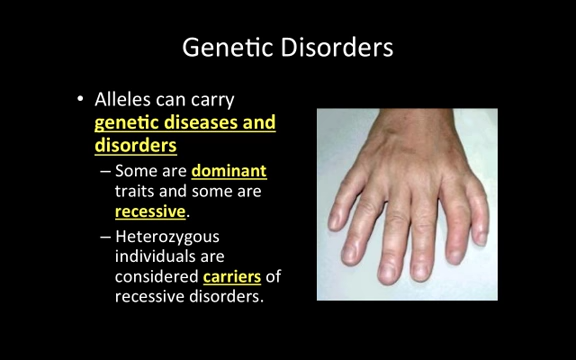 Genetic Disorders
• Alleles can carry
genetic diseases and
disorders
– Some are dominant
traits and some are
recessive.
– Heterozygous
individuals are
considered carriers of
recessive disorders.